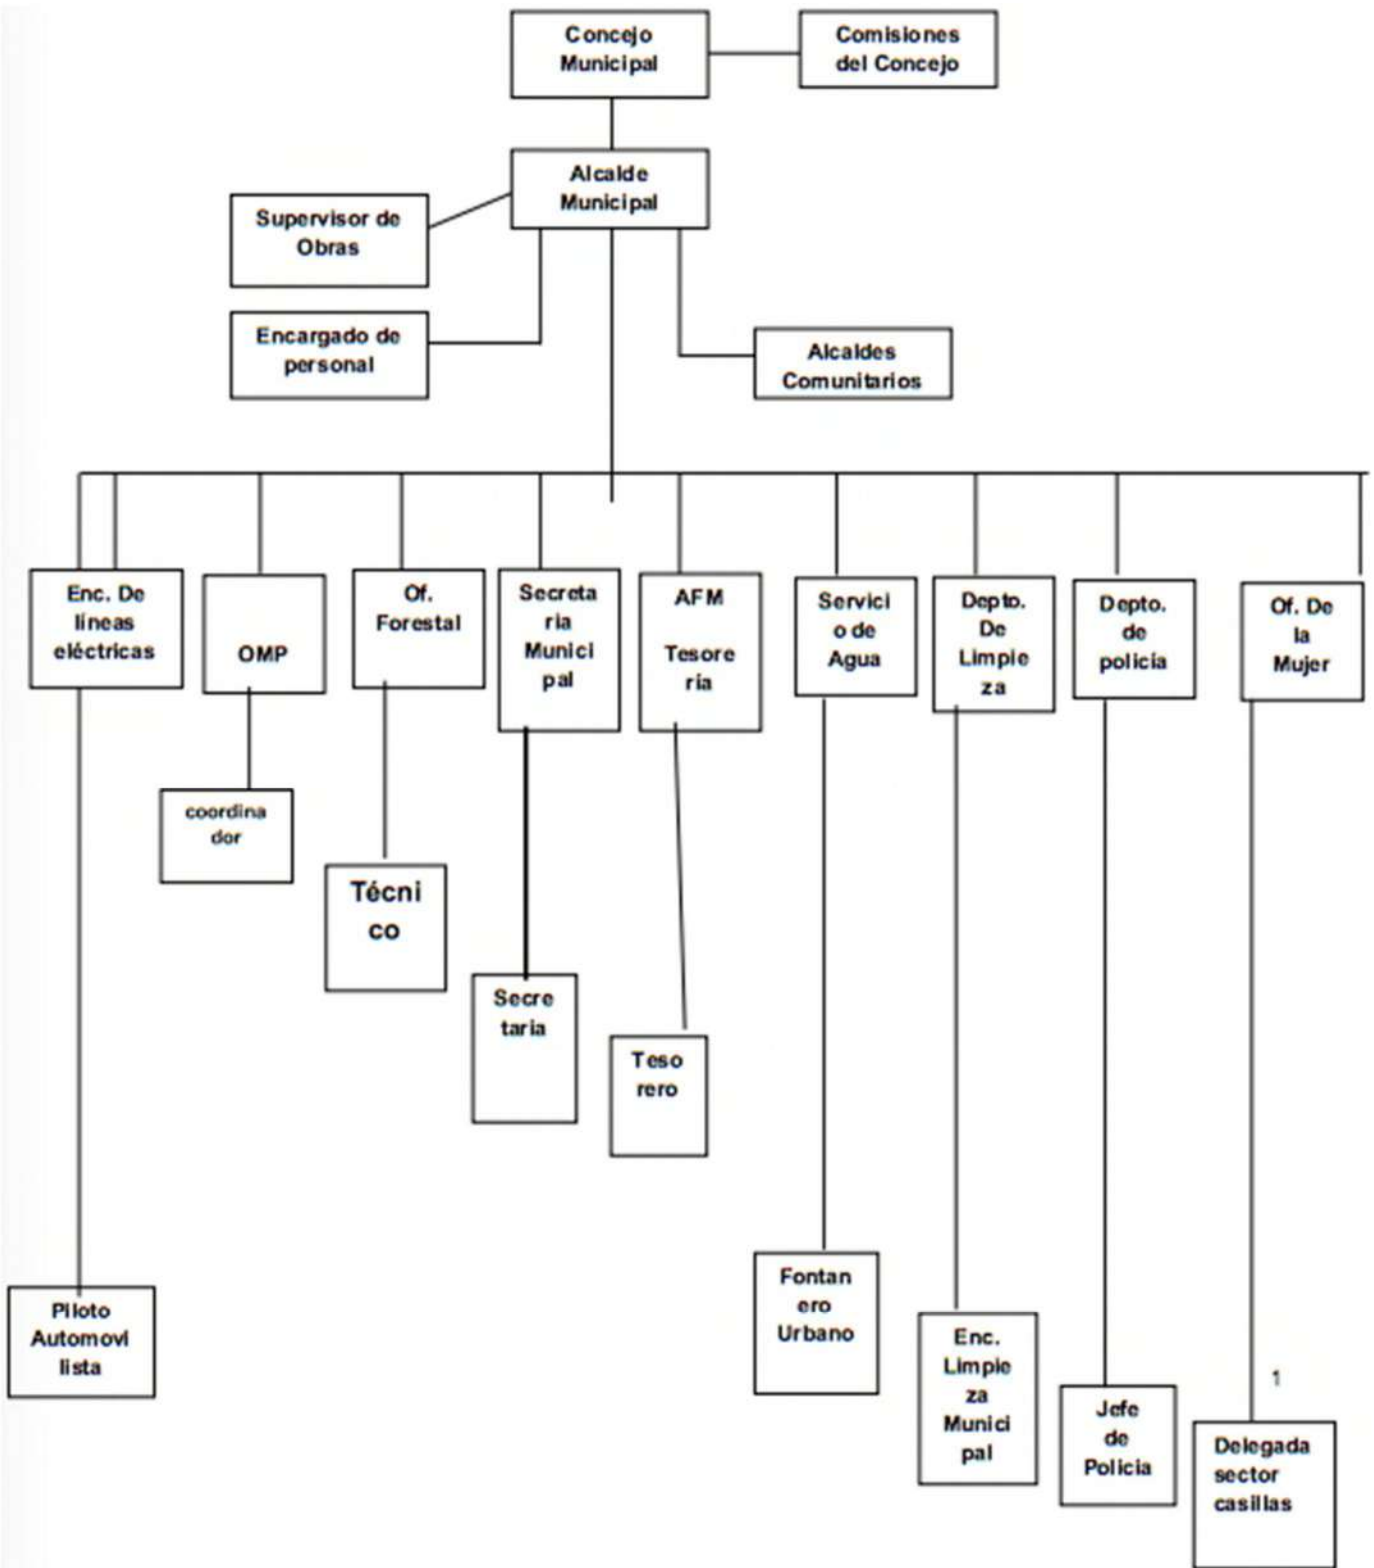 Concejo
Municipal
Comisiones
del Concejo
Alcalde
Municipal
Supervisor de
Obras
Encargado de
personal
Alcaldes
Comunitarios
Enc. De
líneas
eléctricas
OMP
Of.
Forestal
Secreta
ria
Munici
pal
AFM
Tesore
ria
Servici
o de
Agua
Depto.
De
Limpie
za
Depto.
de
policía
Of. De
la
Mujer
coordina
dor
Técni
co
Secre
taria
Teso
rero
Fontan
ero
Urbano
Piloto
Automovi
lista
Enc.
Limpie
za
Munici
pal
Jefe
de
Policia
1
Delegada
sector
casillas